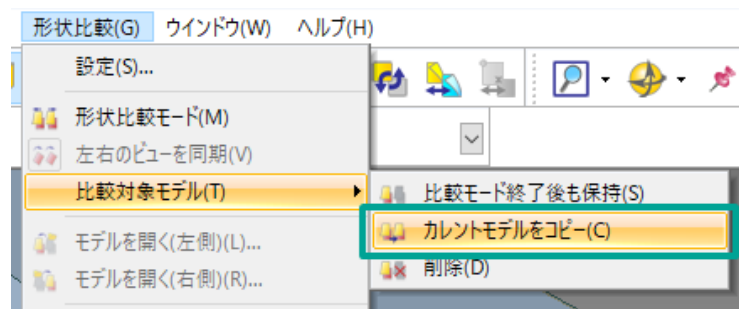 形状比較(G) ウインドウ(W) ヘルプ(H)
設定(S)...
形状比較モード(M)
左右のビューを同期(V)
比較対象モデル(T)
比較モード終了後も保持(S)
カレントモデルをコピー(C)
削除(D)
モデルを開く(左側)(L)...
モデルを開く(右側)(R)...